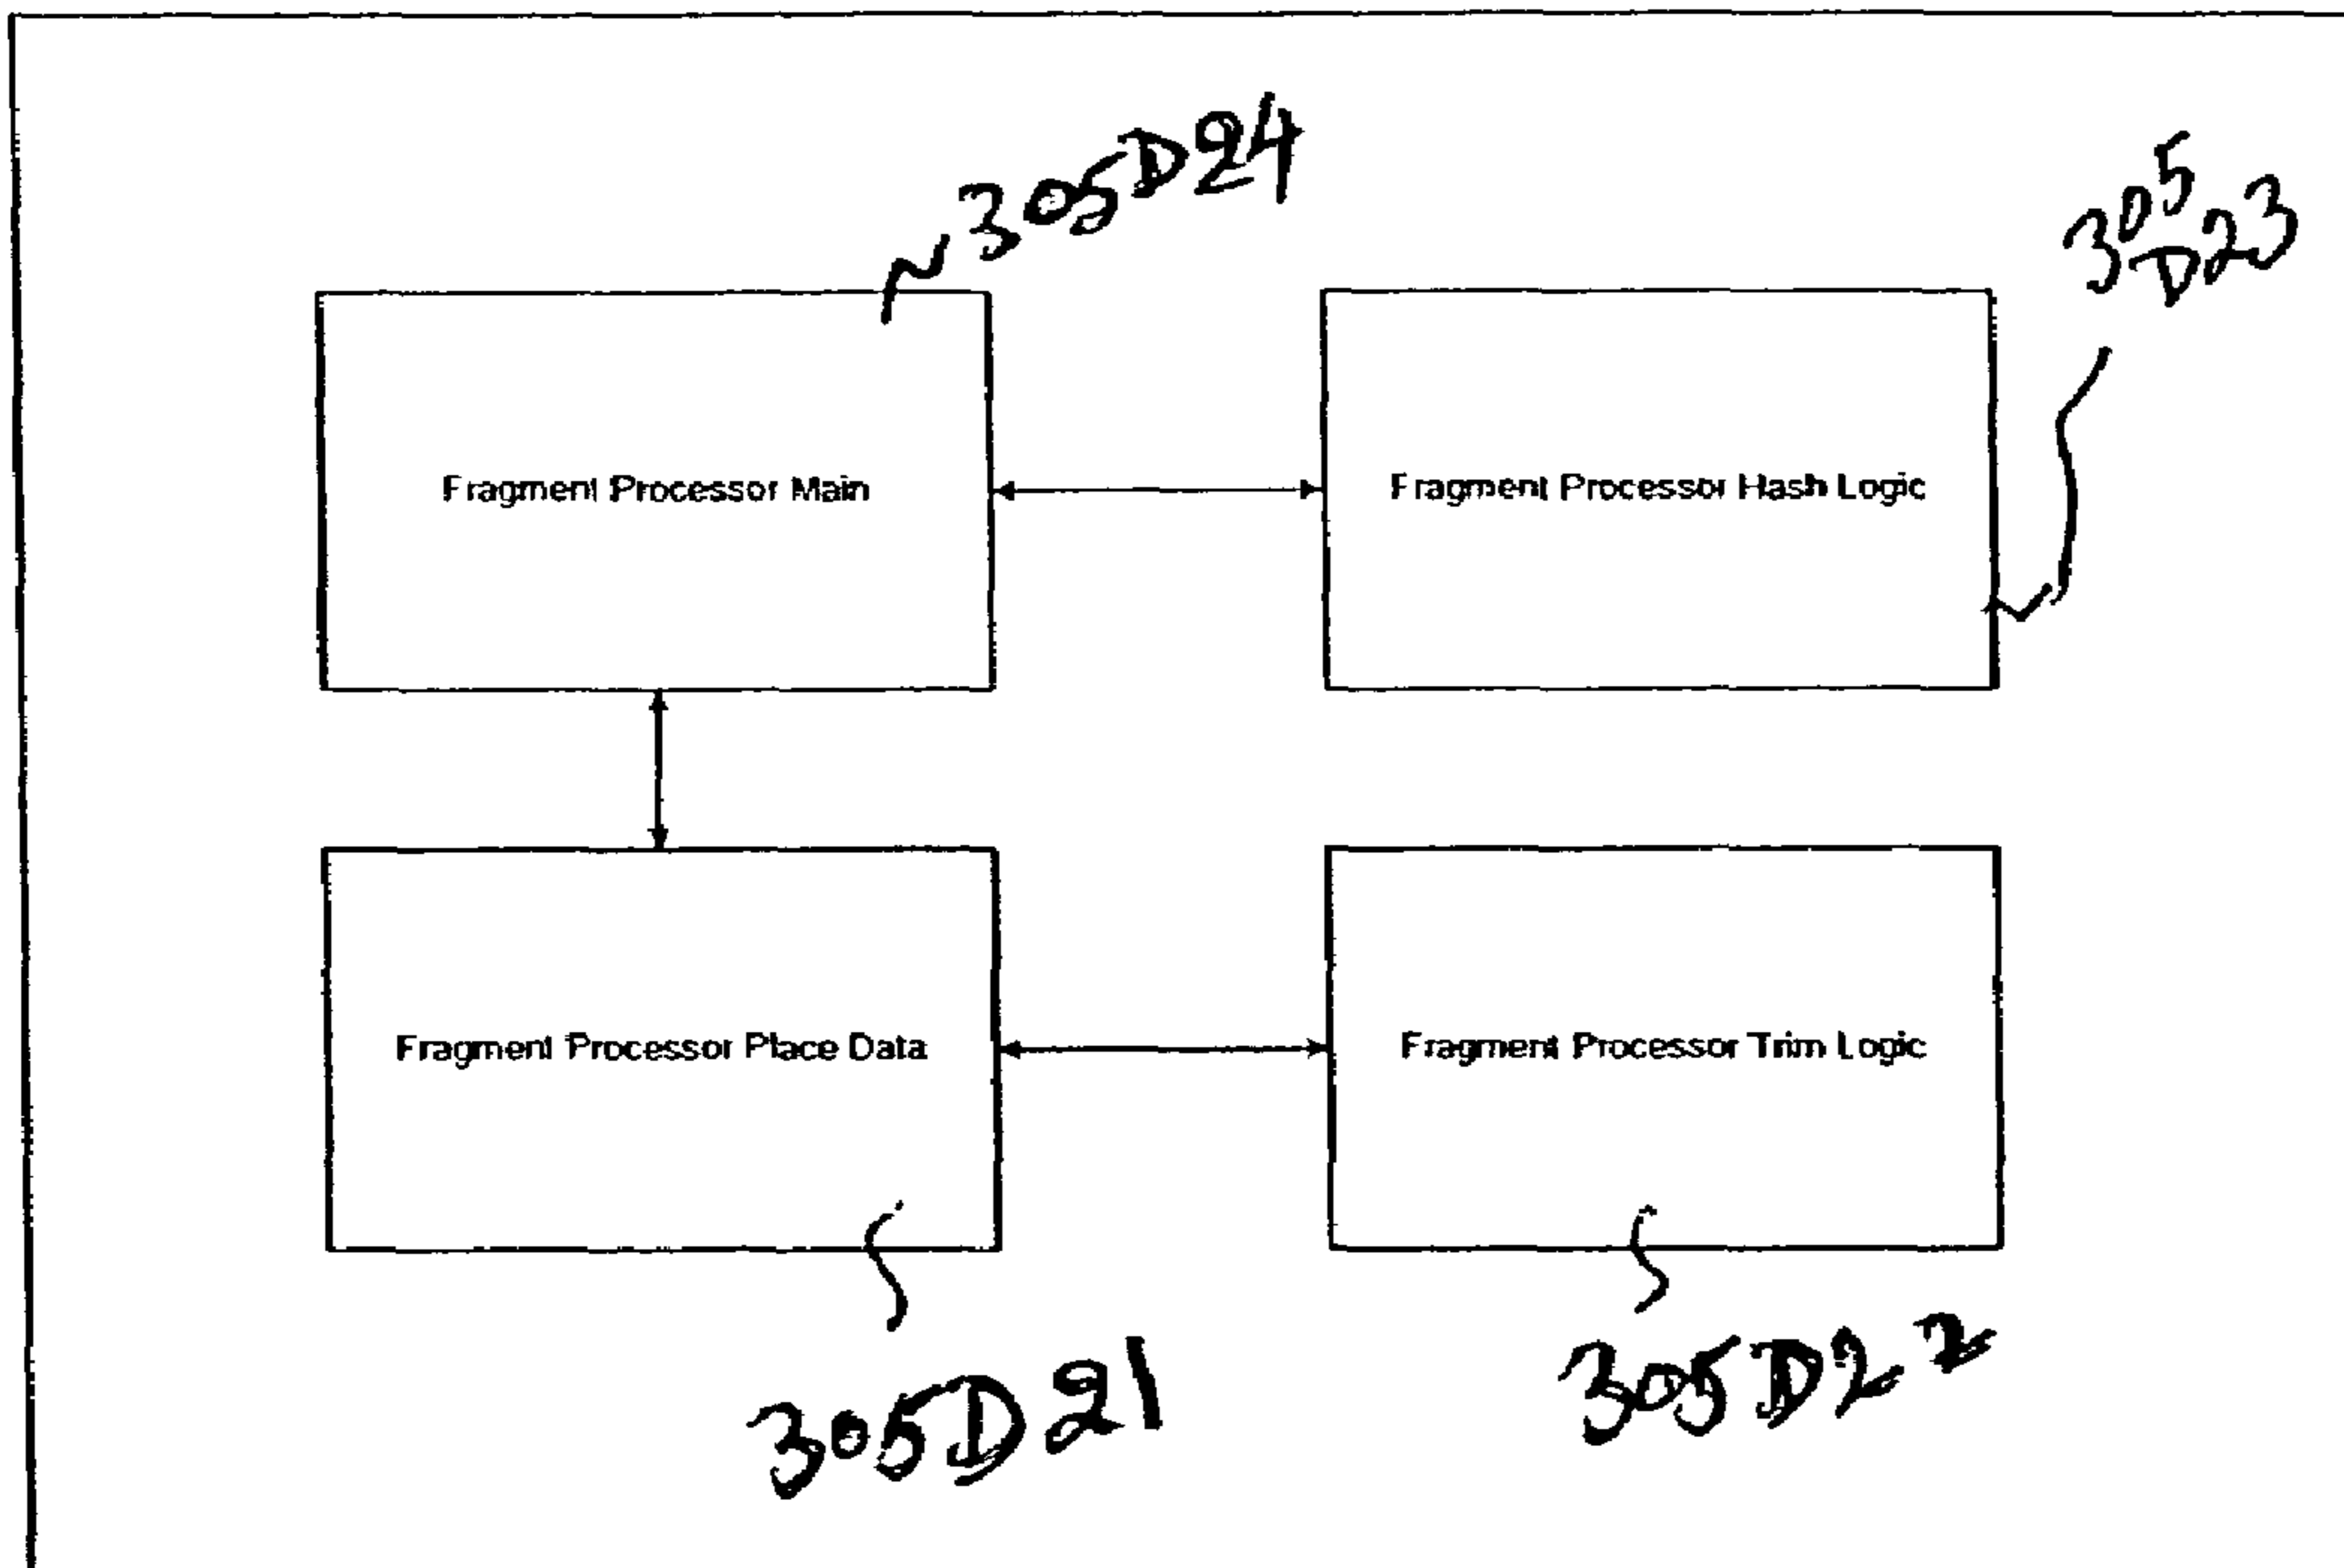 305D24
305
D23
Fragment Processor Main
Fragment Processor Hash Logic
Fragment Processor Place Data
Fragment Processor Trim Logic
305D21
305D22